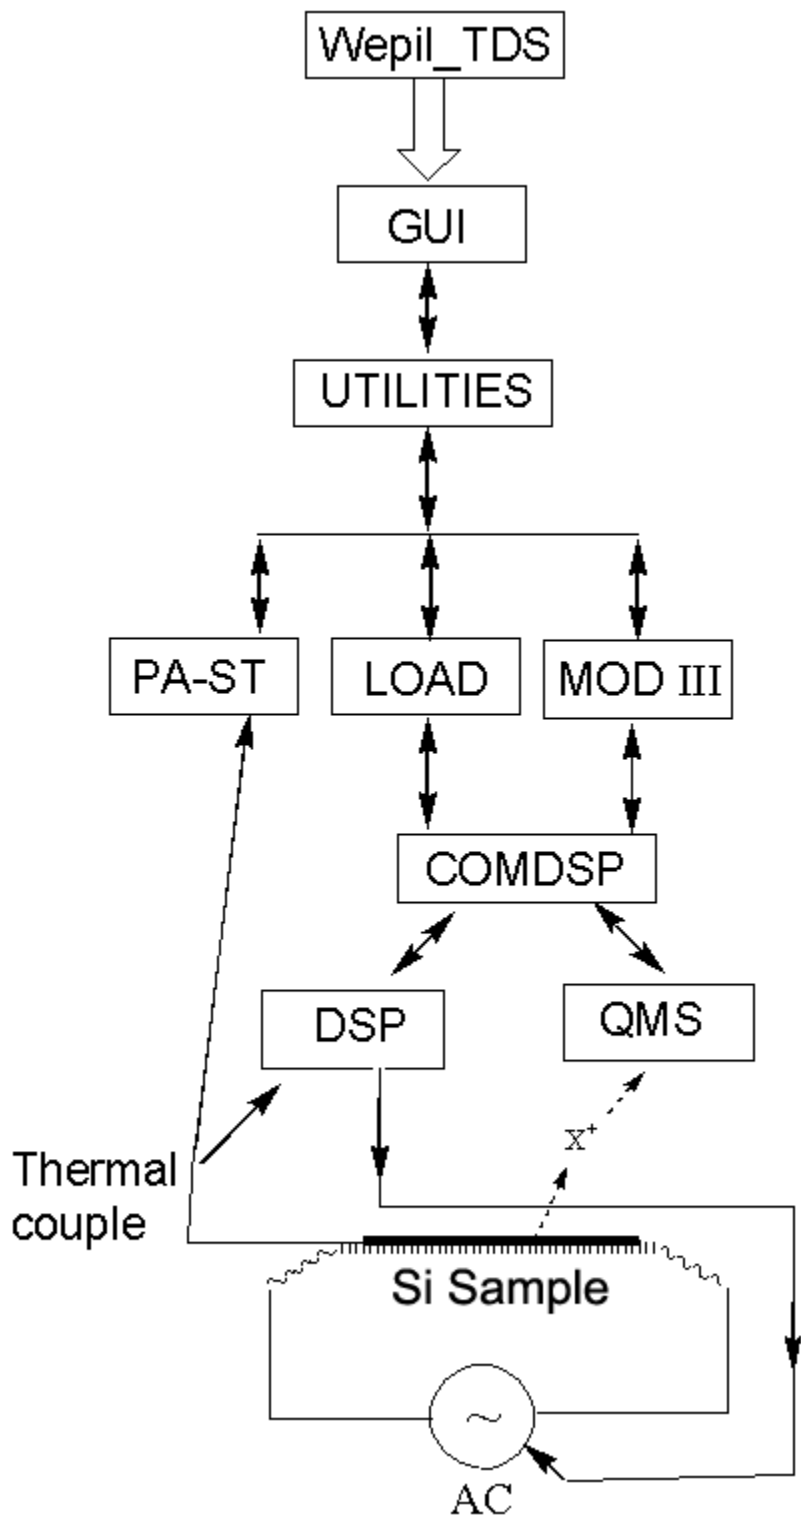 Wepil_TDS
GUI
UTILITIES
PA-ST
LOAD
MOD III
COMDSP
DSP
QMS
X+
Thermal
couple
Si Sample
~
AC